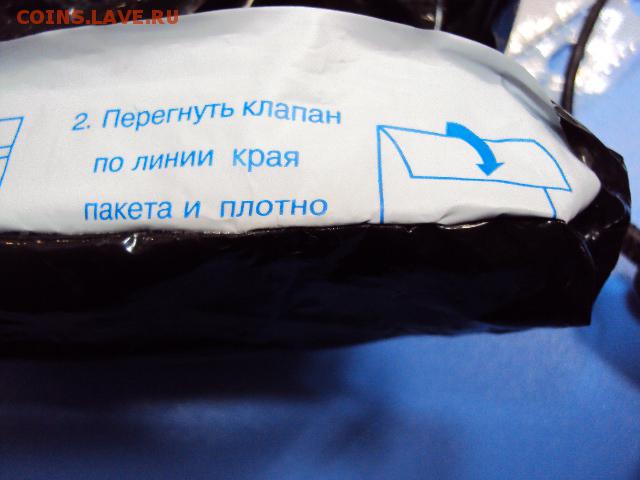 COINS.LAVE.RU
2. Перегнуть клапан
по линии края
пакета и плотно